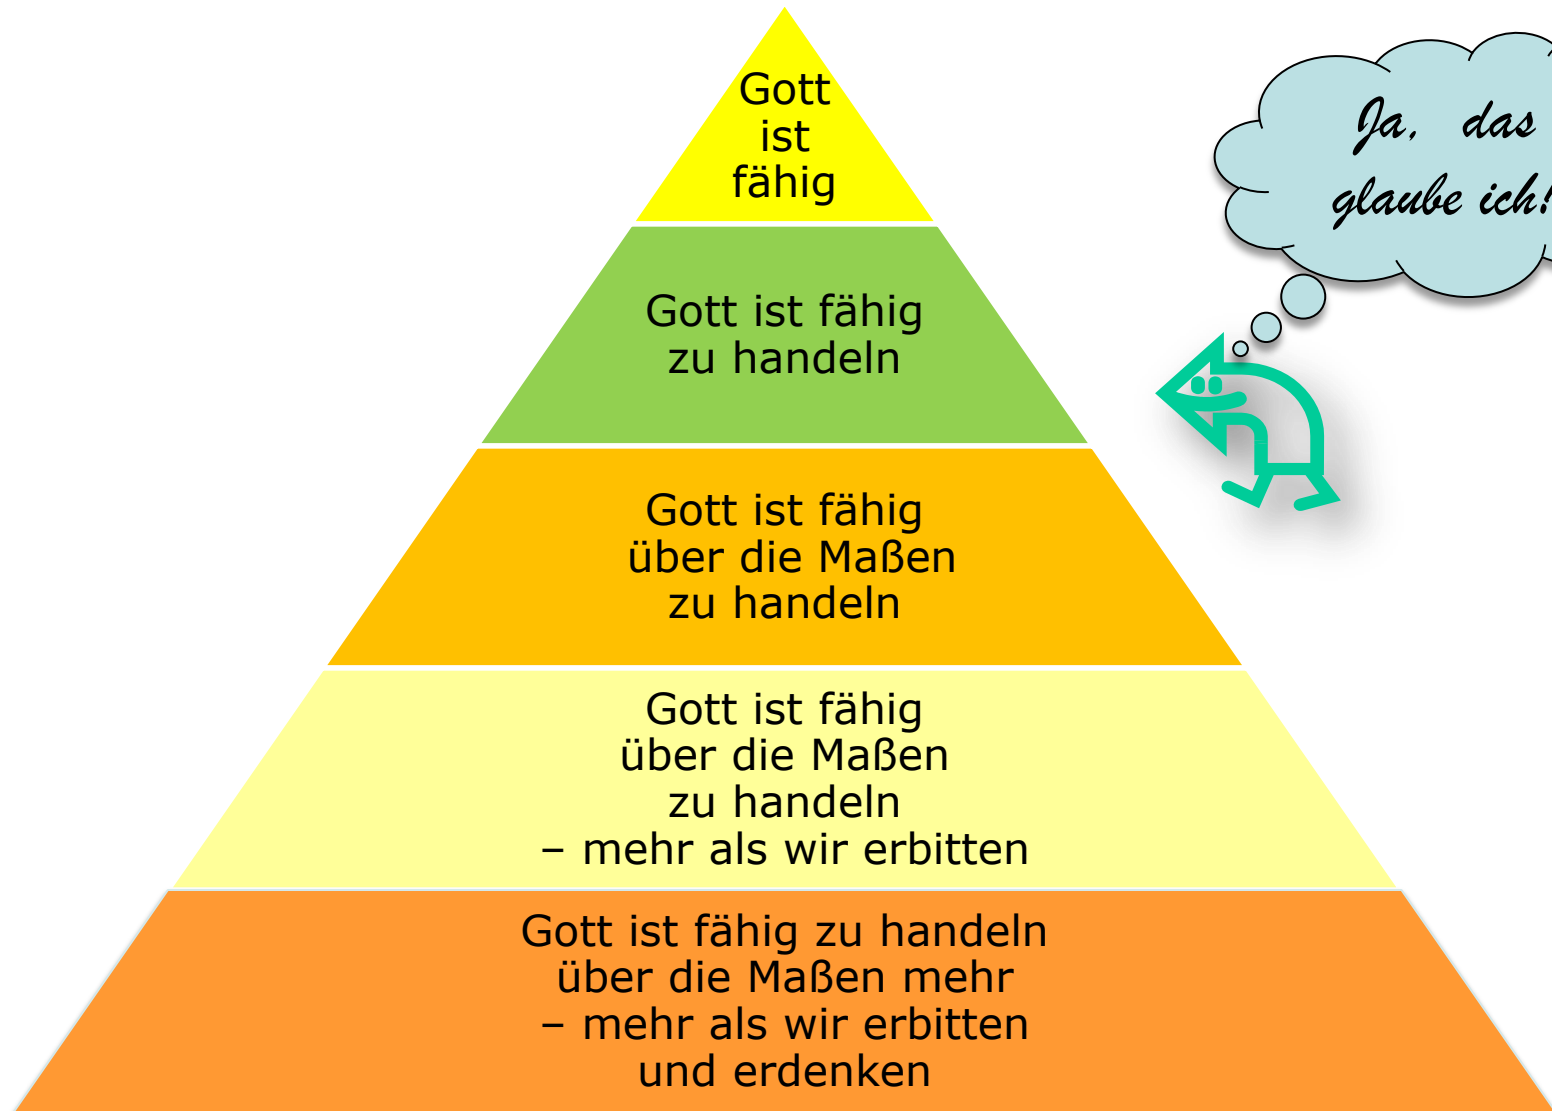 Gott
ist
fähig
Ja, das
glaube ich!
Gott ist fähig
zu handeln
Gott ist fähig
über die Maßen
zu handeln
Gott ist fähig
über die Maßen
zu handeln
– mehr als wir erbitten
Gott ist fähig zu handeln
über die Maßen mehr
– mehr als wir erbitten
und erdenken